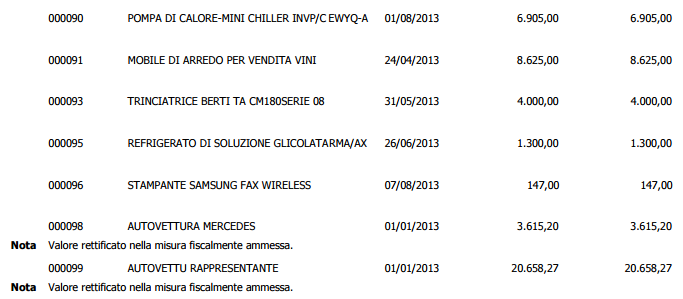 000090 POMPA DI CALORE-MINI CHILLER INVP/C EWYQ-A 01/08/2013 6.905,00 6.905,00
000091 MOBILE DI ARREDO PER VENDITA VINI 24/04/2013 8.625,00 8.625,00
000093 TRINCIATRICE BERTI TA CM180SERIE 08 31/05/2013 4.000,00 4.000,00
000095 REFRIGERATO DI SOLUZIONE GLICOLATARMA/AX 26/06/2013 1.300,00 1.300,00
000096 STAMPANTE SAMSUNG FAX WIRELESS 07/08/2013 147,00 147,00
000098 AUTOVETTURA MERCEDES 01/01/2013 3.615,20 3.615,20
Nota Valore rettificato nella misura fiscalmente ammessa.
000099 AUTOVETTU RAPPRESENTANTE 01/01/2013 20.658,27 20.658,27
Nota Valore rettificato nella misura fiscalmente ammessa.